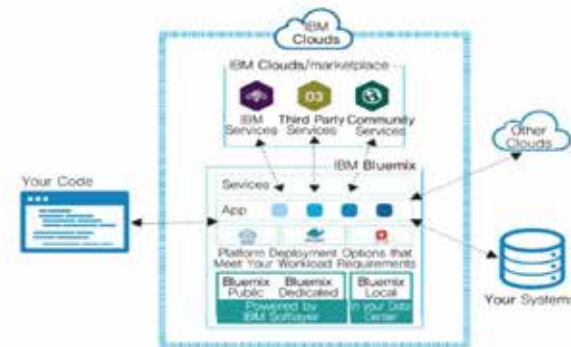 IBM
Clouds
IBM Clouds/marketplace
03
IBM
Services
Third Party
Services
Community
Services
Other
Clouds
IBM Bluemix
Your Code
Sevices
App
Platform Deployment Options that
Meet Your Workload Requirements
Bluemix
Public
Bluemix
Dedicated
Bluemix
Local
Powered by
IBM Softlayer
In your Data
Center
Your Systems